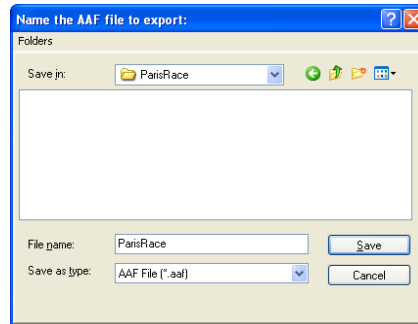 Name the AAF file to export:
Folders
Save in: ParisRace
File name: ParisRace Save
Save as type: AAF File (*.aaf) Cancel